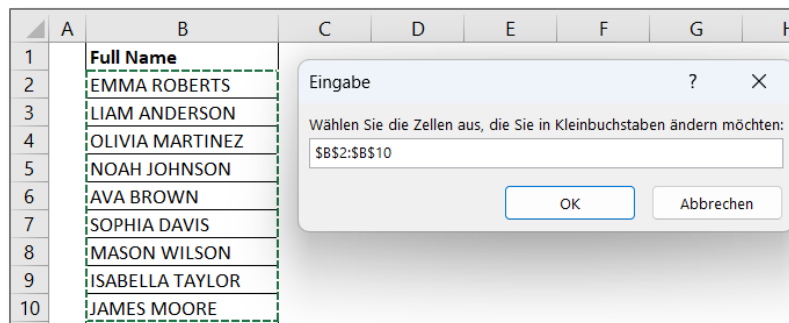 A B C D E F G
1 Full Name
2 EMMA ROBERTS
3 LIAM ANDERSON
4 OLIVIA MARTINEZ
5 NOAH JOHNSON
6 AVA BROWN
7 SOPHIA DAVIS
8 MASON WILSON
9 ISABELLA TAYLOR
10 JAMES MOORE
Eingabe ? X
Wählen Sie die Zellen aus, die Sie in Kleinbuchstaben ändern möchten:
$B$2:$B$10
OK Abbrechen